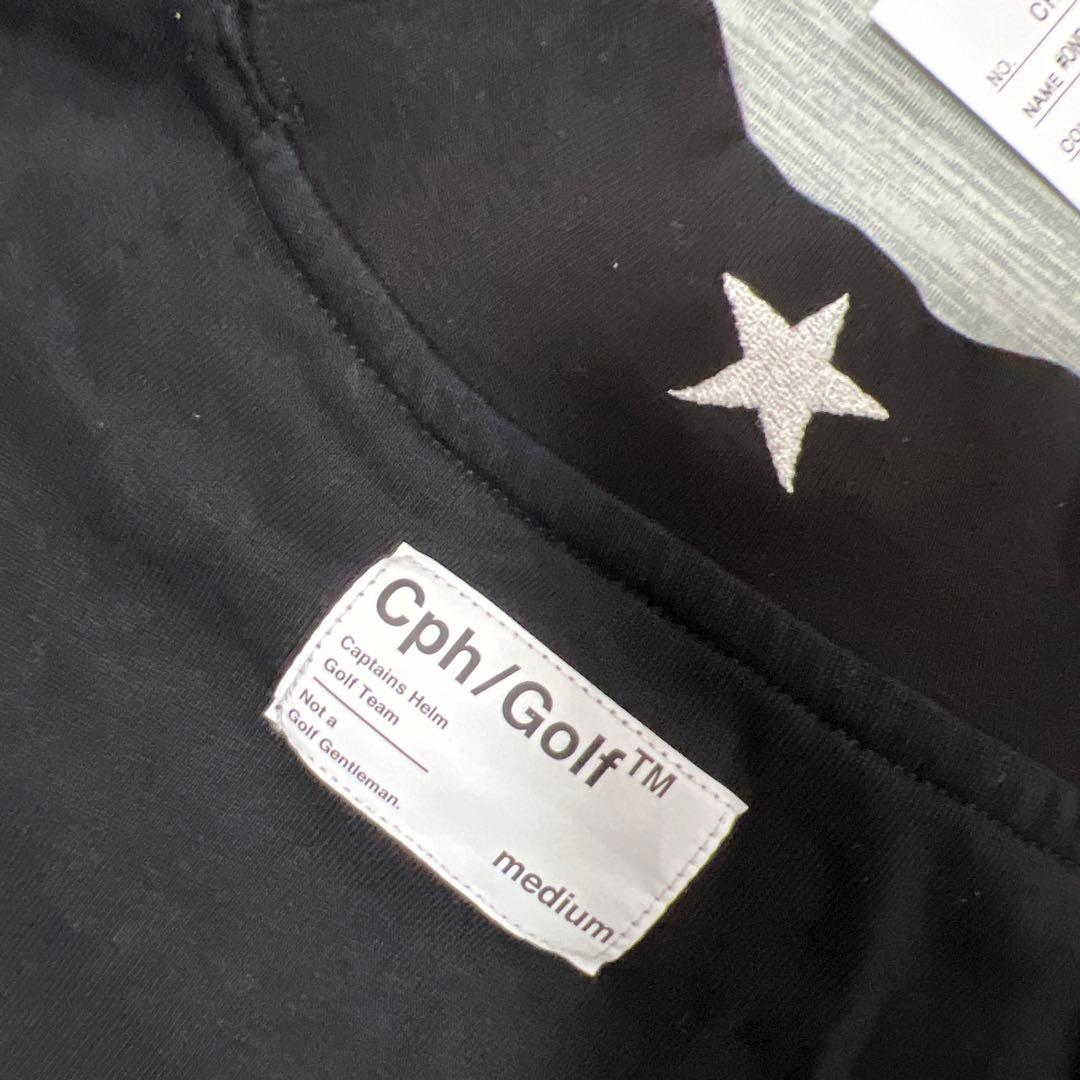 Cph/Golf™
Captains Helm
Golf Team
Not a
Golf Gentleman.
medium
NO.
NAME